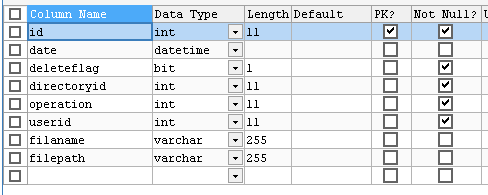 Column Name Data Type Length Default PK? Not Null? U
id int 11
date datetime
deleteflag bit 1
directoryid int 11
operation int 11
userid int 11
filaname varchar 255
filepath varchar 255